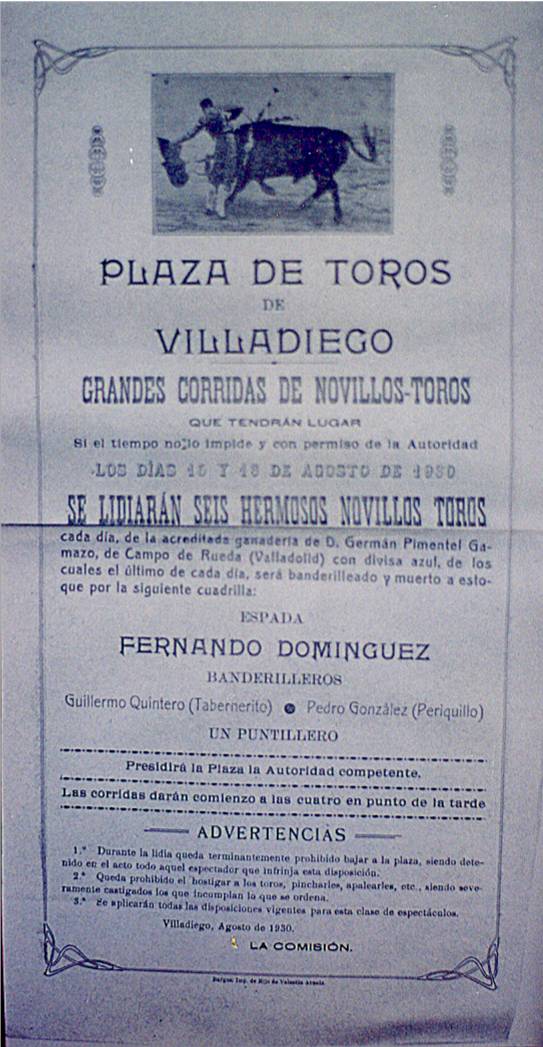 PLAZA DE TOROS
DE
VILLADIEGO
GRANDES CORRIDAS DE NOVILLOS-TOROS
QUE TENDRÁN LUGAR
Si el tiempo no lo impide y con permiso de la Autoridad
LOS DÍAS 15 Y 16 DE AGOSTO DE 1930
SE LIDIARÁN SEIS HERMOSOS NOVILLOS TOROS
cada día, de la acreditada ganadería de D. Germán Pimentel Ga-
mazo, de Campo de Rueda (Valladolid) con divisa azul, de los
cuales el último de cada día, será banderilleado y muerto a esto-
que por la siguiente cuadrilla:
ESPADA
FERNANDO DOMINGUEZ
BANDERILLEROS
Guillermo Quintero (Tabernerito) ● Pedro González (Periquillo)
UN PUNTILLERO
Presidirá la Plaza la Autoridad competente.
Las corridas darán comienzo a las cuatro en punto de la tarde
ADVERTENCIAS
1.ª Durante la lidia queda terminantemente prohibido bajar a la plaza, siendo dete-
nido en el acto todo aquel espectador que infrinja esta disposición.
2.ª Queda prohibido el hostigar a los toros, pincharles, apalearles, etc., siendo seve-
ramente castigados los que incumplan lo que se ordena.
3.ª Se aplicarán todas las disposiciones vigentes para esta clase de espectáculos.
Villadiego, Agosto de 1930.
LA COMISIÓN.
Burgos. Imp. de Hijo de Valentín